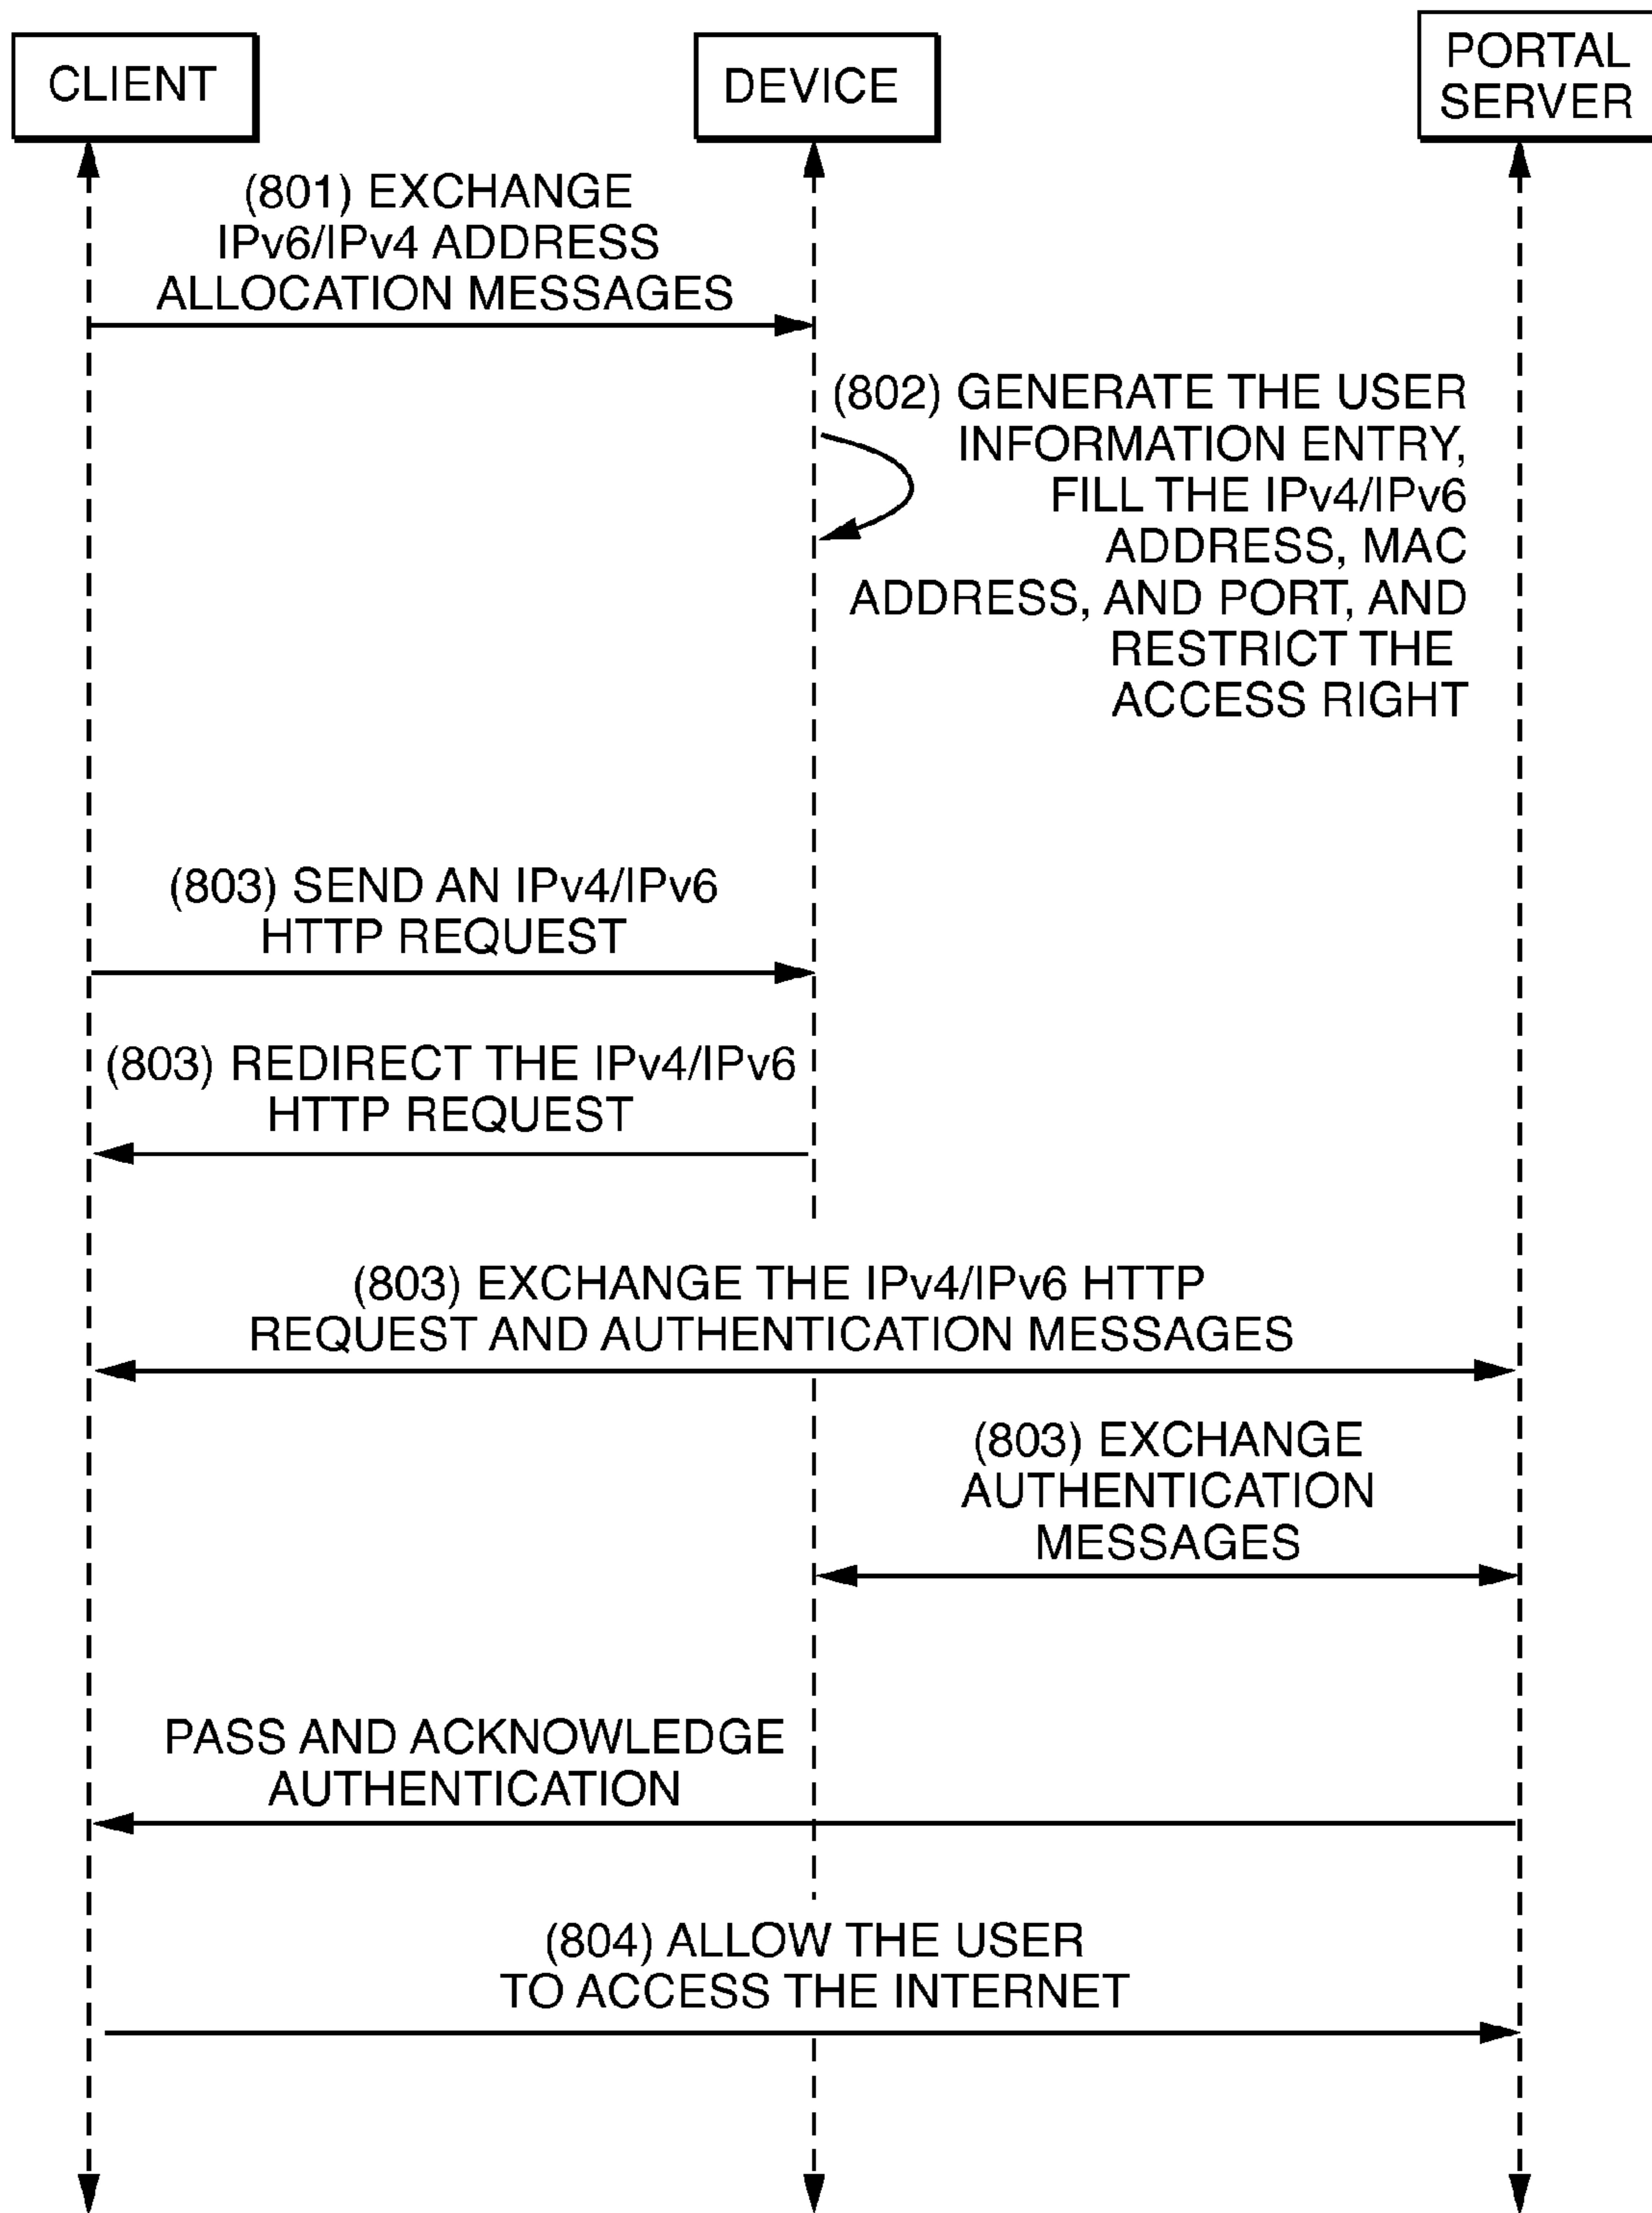 CLIENT
DEVICE
PORTAL
SERVER
(801) EXCHANGE
IPv6/IPv4 ADDRESS
ALLOCATION MESSAGES
(802) GENERATE THE USER
INFORMATION ENTRY,
FILL THE IPv4/IPv6
ADDRESS, MAC
ADDRESS, AND PORT, AND
RESTRICT THE
ACCESS RIGHT
(803) SEND AN IPv4/IPv6
HTTP REQUEST
(803) REDIRECT THE IPv4/IPv6
HTTP REQUEST
(803) EXCHANGE THE IPv4/IPv6 HTTP
REQUEST AND AUTHENTICATION MESSAGES
(803) EXCHANGE
AUTHENTICATION
MESSAGES
PASS AND ACKNOWLEDGE
AUTHENTICATION
(804) ALLOW THE USER
TO ACCESS THE INTERNET